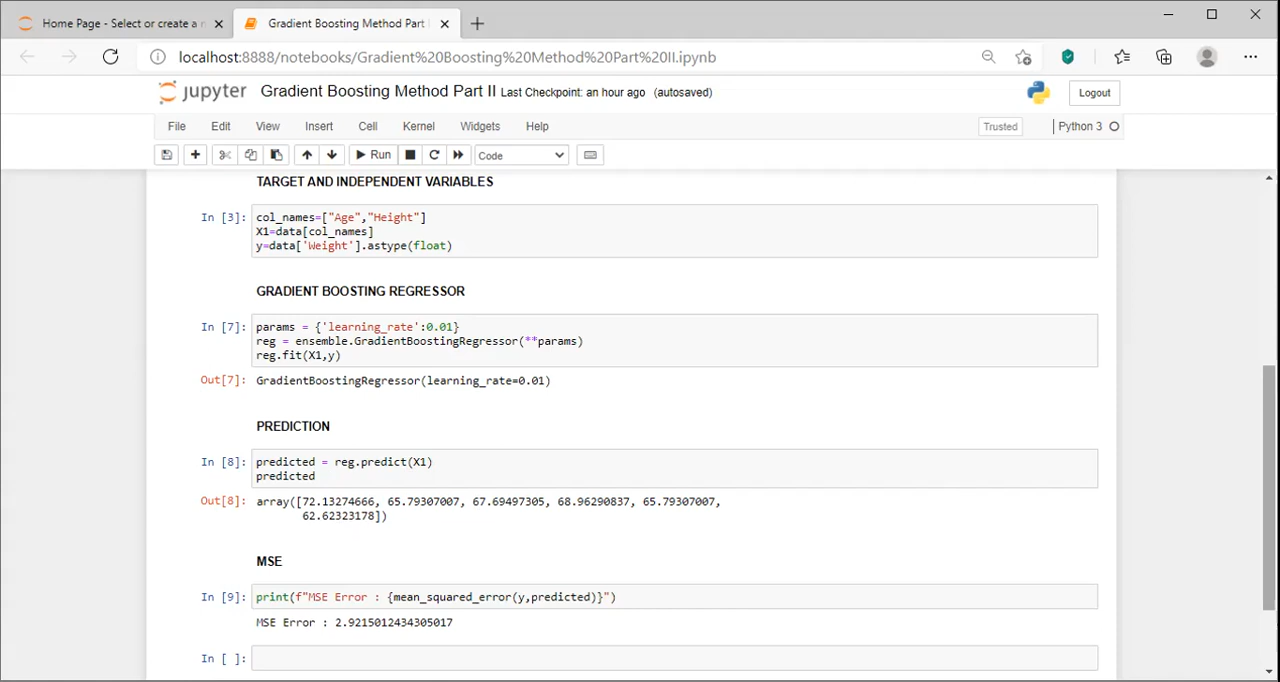 Home Page - Select or create a n
Gradient Boosting Method Part
localhost:8888/notebooks/Gradient%20Boosting%20Method%20Part%20II.ipynb
jupyter Gradient Boosting Method Part II Last Checkpoint: an hour ago (autosaved)
Logout
File Edit View Insert Cell Kernel Widgets Help
Trusted
Python 3
Run
Code
TARGET AND INDEPENDENT VARIABLES
In [3]: col_names=["Age","Height"]
X1=data[col_names]
y=data['Weight'].astype(float)
GRADIENT BOOSTING REGRESSOR
In [7]: params = {'learning_rate':0.01}
reg = ensemble.GradientBoostingRegressor(**params)
reg.fit(X1,y)
Out[7]: GradientBoostingRegressor(learning_rate=0.01)
PREDICTION
In [8]: predicted = reg.predict(X1)
predicted
Out[8]: array([72.13274666, 65.79307007, 67.69497305, 68.96290837, 65.79307007,
62.62323178])
MSE
In [9]: print(f"MSE Error : {mean_squared_error(y,predicted)}")
MSE Error : 2.9215012434305017
In [ ]: